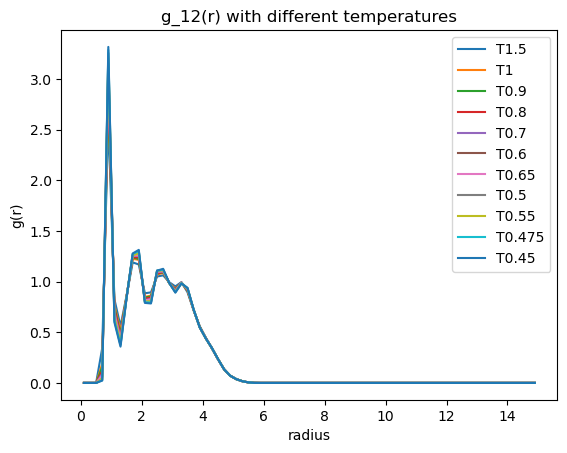 g_12(r) with different temperatures
g(r)
3.0
2.5
2.0
1.5
1.0
0.5
0.0
0 2 4 6 8 10 12 14
radius
T1.5
T1
T0.9
T0.8
T0.7
T0.6
T0.65
T0.5
T0.55
T0.475
T0.45